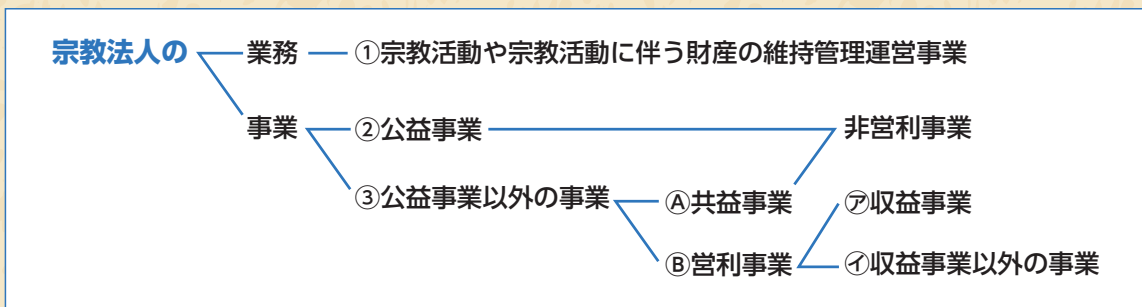 宗教法人の 業務 ①宗教活動や宗教活動に伴う財産の維持管理運営事業
事業 ②公益事業 非営利事業
③公益事業以外の事業 Ⓐ共益事業 ㋐収益事業
Ⓑ営利事業 ㋑収益事業以外の事業